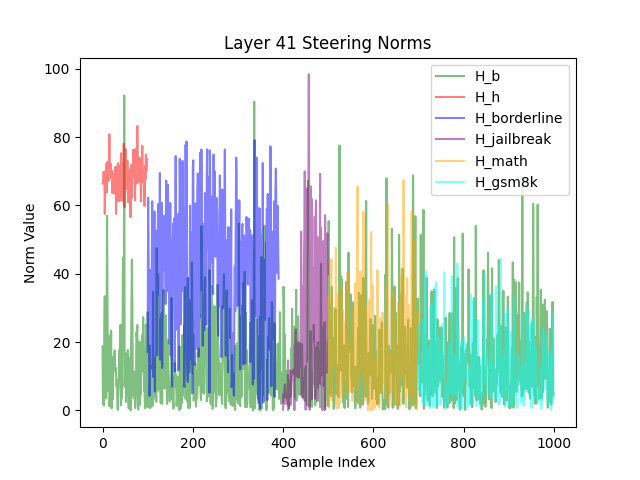 Layer 41 Steering Norms
100
80
60
40
20
0
Norm Value
H_b
H_h
H_borderline
H_jailbreak
H_math
H_gsm8k
0 200 400 600 800 1000
Sample Index